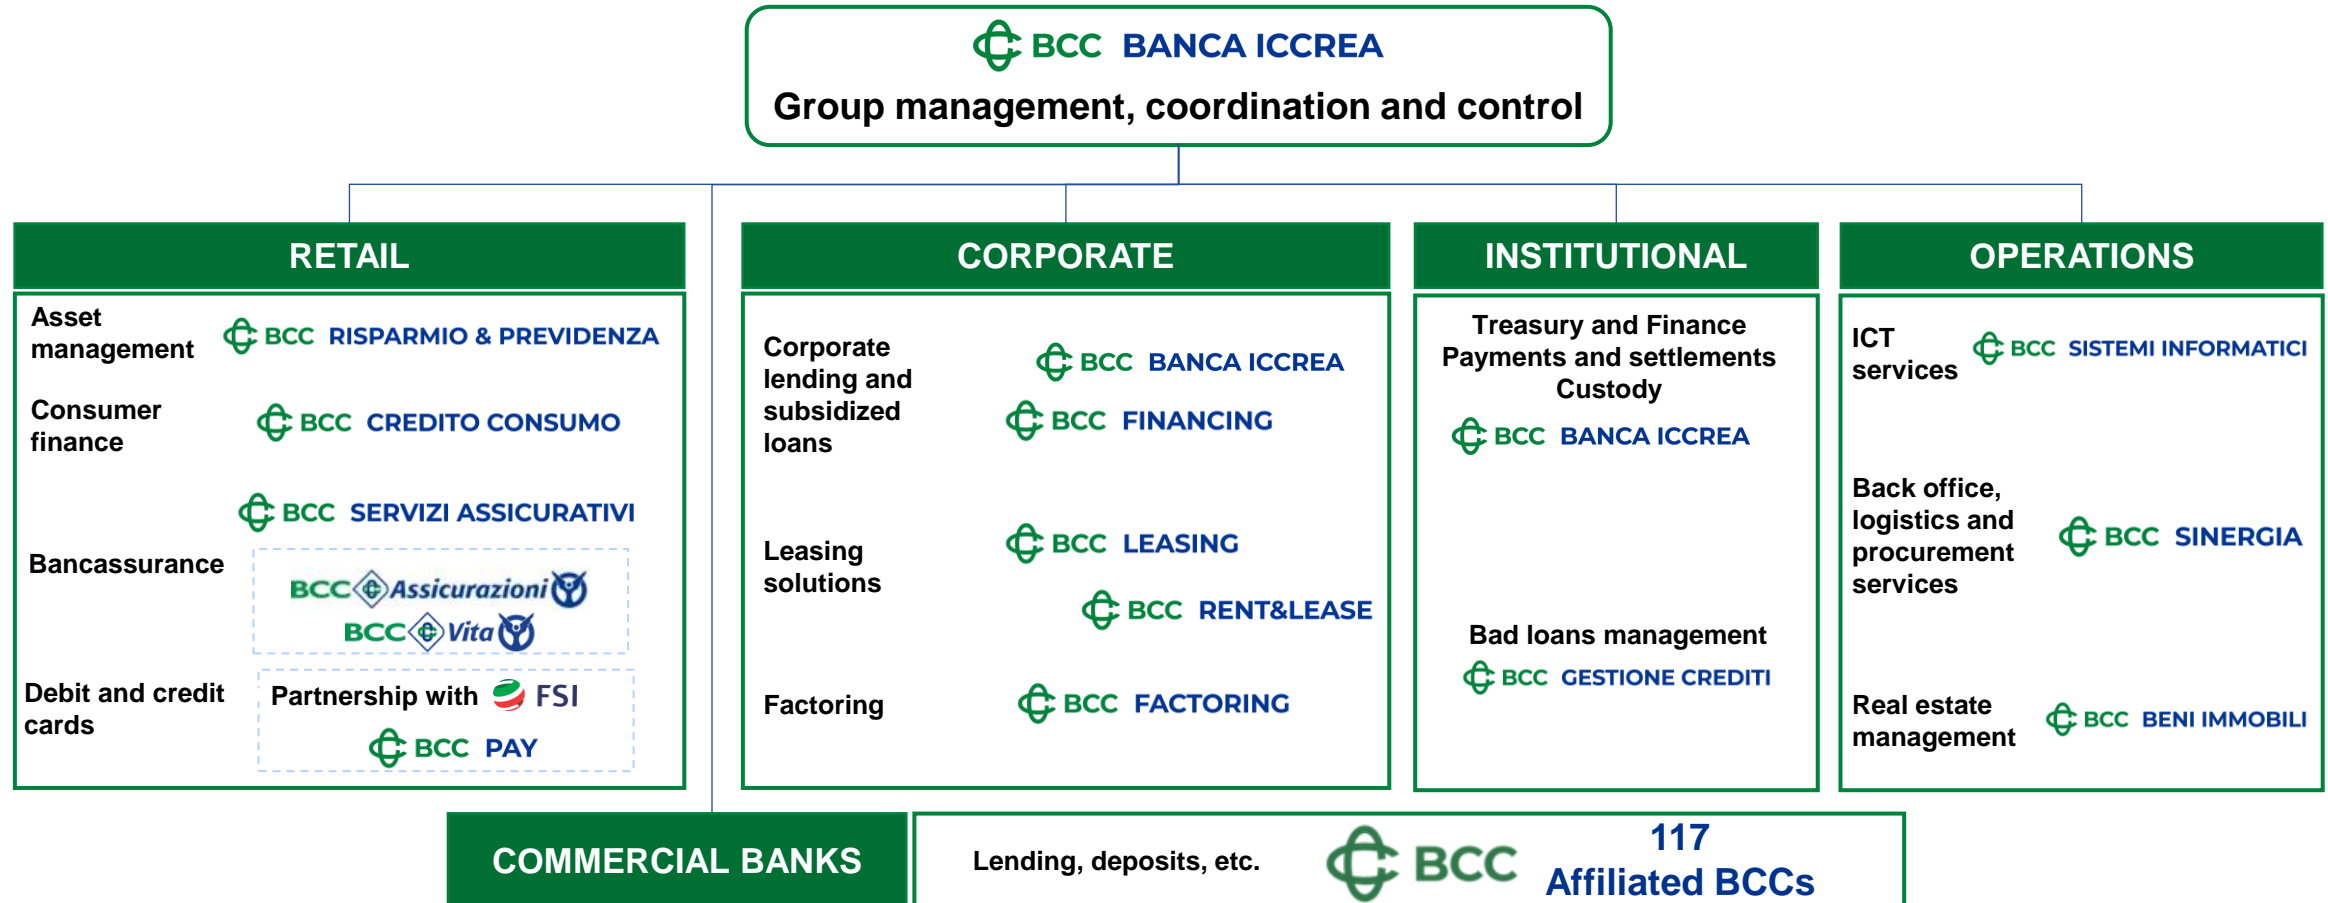 BCC BANCA ICCREA
Group management, coordination and control
RETAIL
Asset
management
BCC RISPARMIO & PREVIDENZA
Consumer
finance
BCC CREDITO CONSUMO
BCC SERVIZI ASSICURATIVI
Bancassurance
BCC Assicurazioni
BCC Vita
Debit and credit
cards
Partnership with FSI
BCC PAY
CORPORATE
Corporate
lending and
subsidized
loans
BCC BANCA ICCREA
BCC FINANCING
Leasing
solutions
BCC LEASING
BCC RENT&LEASE
Factoring
BCC FACTORING
INSTITUTIONAL
Treasury and Finance
Payments and settlements
Custody
BCC BANCA ICCREA
Bad loans management
BCC GESTIONE CREDITI
OPERATIONS
ICT
services
BCC SISTEMI INFORMATICI
Back office,
logistics and
procurement
services
BCC SINERGIA
Real estate
management
BCC BENI IMMOBILI
COMMERCIAL BANKS
Lending, deposits, etc.
BCC
117
Affiliated BCCs